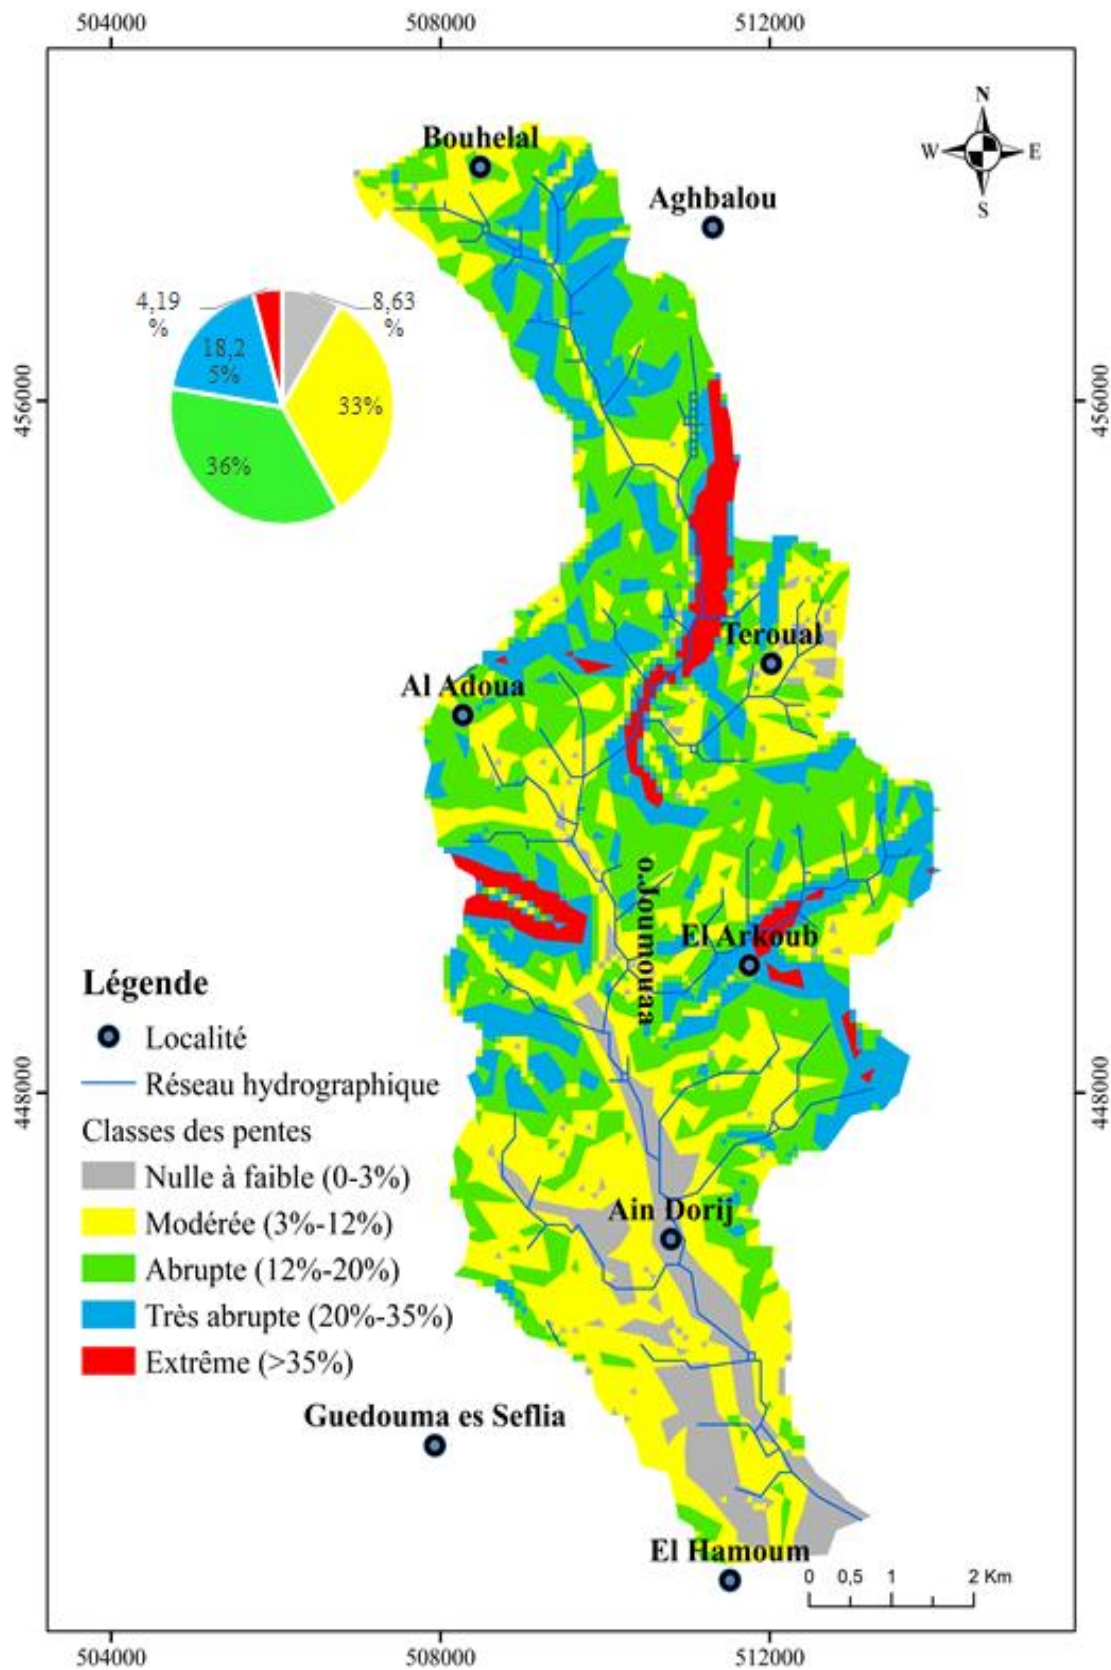 504000
508000
512000
N
W
E
S
Bouhelal
Aghbalou
4,19
%
8,63
%
18,2
5%
33%
36%
456000
456000
Teroual
Al Adoua
o.Joumouaa
El Arkoub
Légende
Localité
Réseau hydrographique
Classes des pentes
Nulle à faible (0-3%)
Modérée (3%-12%)
Abrupte (12%-20%)
Très abrupte (20%-35%)
Extrême (>35%)
448000
448000
Ain Dorij
Guedouma es Seflia
El Hamoum
0 0,5 1 2 Km
504000
508000
512000